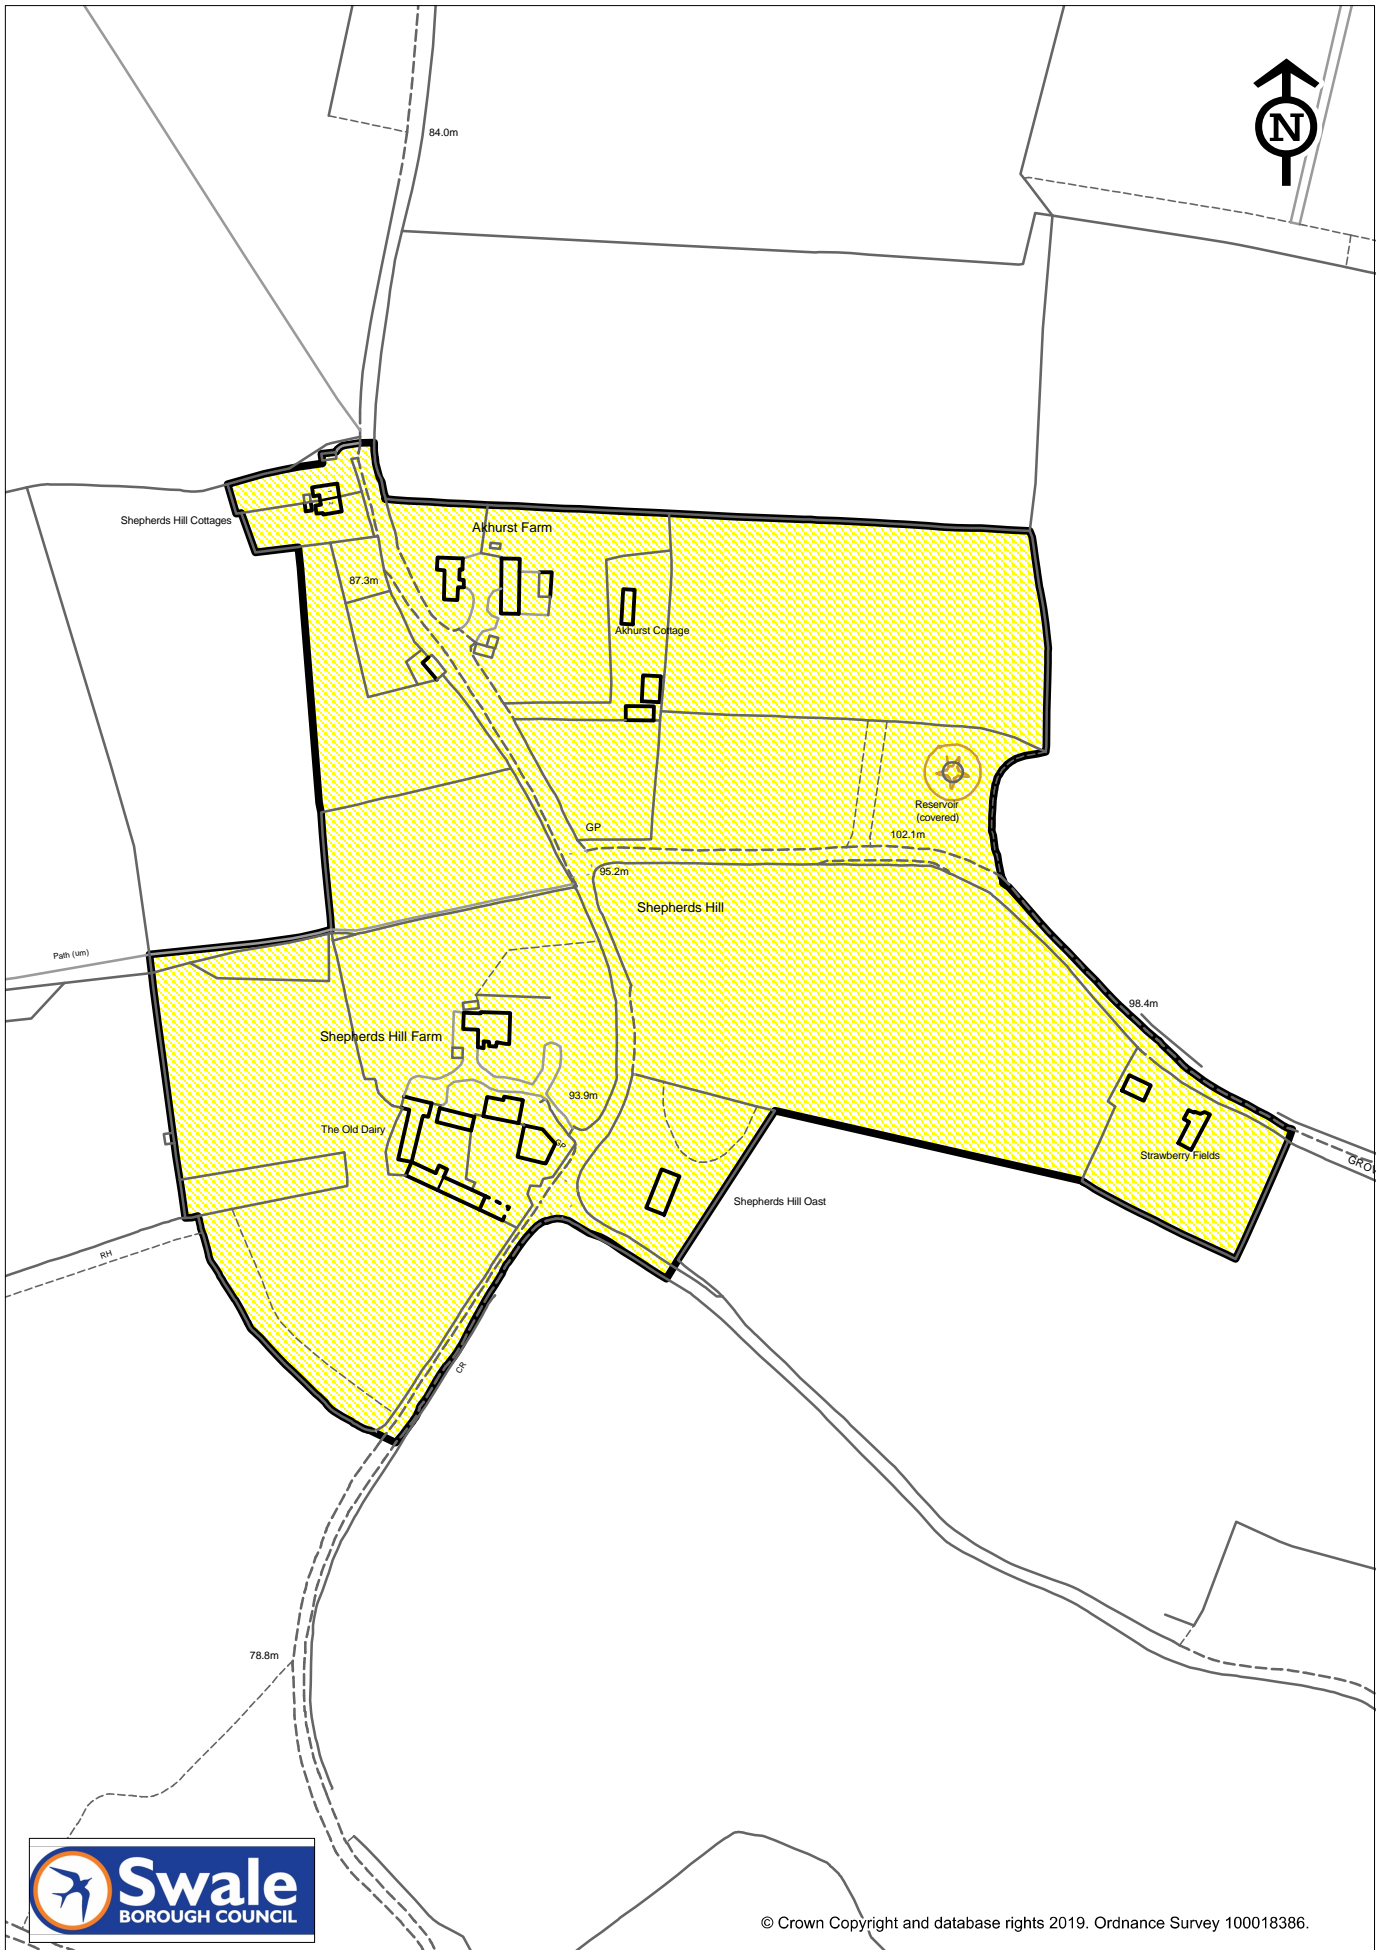 84.0m
N
Shepherds Hill Cottages
Akhurst Farm
87.3m
Akhurst Cottage
Reservoir
(covered)
GP
102.1m
95.2m
Shepherds Hill
Path (um)
98.4m
Shepherds Hill Farm
93.9m
The Old Dairy
GP
Strawberry Fields
GRO
Shepherds Hill Oast
RH
CR
78.8m
Swale
BOROUGH COUNCIL
© Crown Copyright and database rights 2019. Ordnance Survey 100018386.